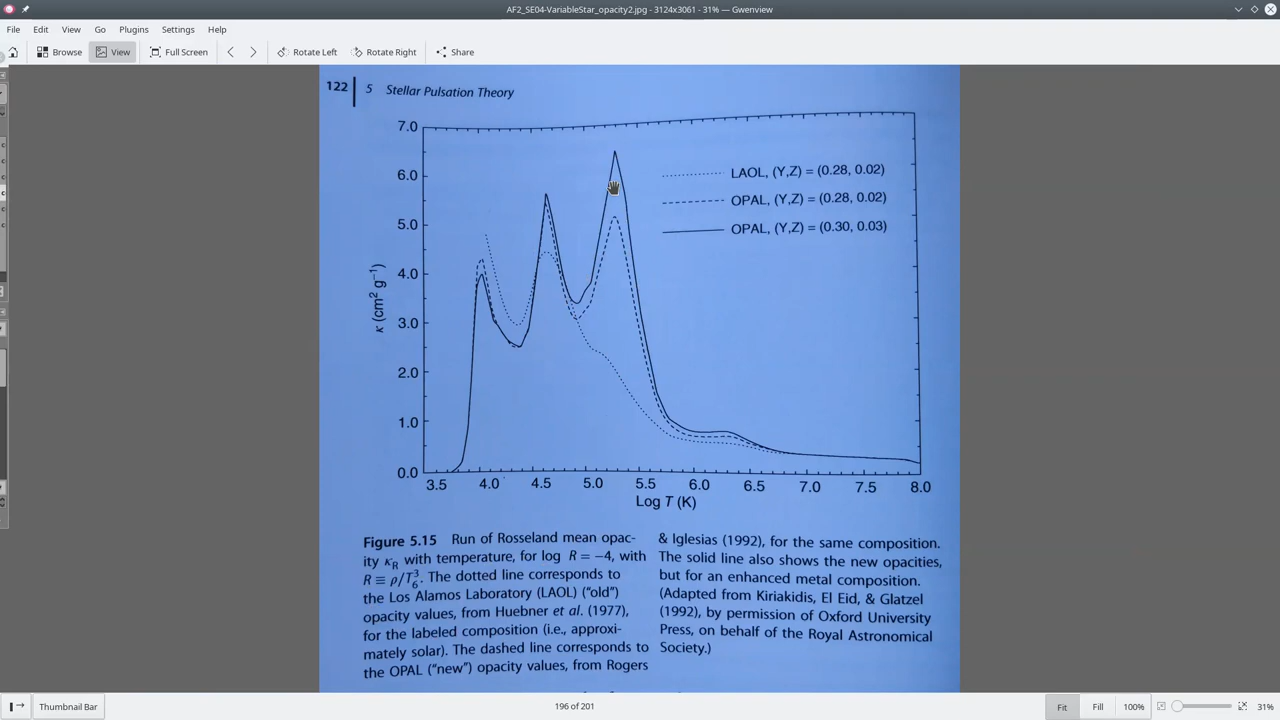 AF2_SE04-VariableStar_opacity2.jpg - 3124x3061 - 31% — Gwenview
File Edit View Go Plugins Settings Help
Browse View Full Screen Rotate Left Rotate Right Share
122 5 Stellar Pulsation Theory
7.0
6.0
5.0
4.0
3.0
2.0
1.0
0.0
κ (cm² g⁻¹)
LAOL, (Y,Z) = (0.28, 0.02)
OPAL, (Y,Z) = (0.28, 0.02)
OPAL, (Y,Z) = (0.30, 0.03)
3.5 4.0 4.5 5.0 5.5 6.0 6.5 7.0 7.5 8.0
Log T (K)
Figure 5.15 Run of Rosseland mean opac-
ity κR with temperature, for log R = −4, with
R ≡ ρ/T₆³. The dotted line corresponds to
the Los Alamos Laboratory (LAOL) ("old")
opacity values, from Huebner et al. (1977),
for the labeled composition (i.e., approxi-
mately solar). The dashed line corresponds to
the OPAL ("new") opacity values, from Rogers
& Iglesias (1992), for the same composition.
The solid line also shows the new opacities,
but for an enhanced metal composition.
(Adapted from Kiriakidis, El Eid, & Glatzel
(1992), by permission of Oxford University
Press, on behalf of the Royal Astronomical
Society.)
Thumbnail Bar 196 of 201 Fit Fill 100% 31%